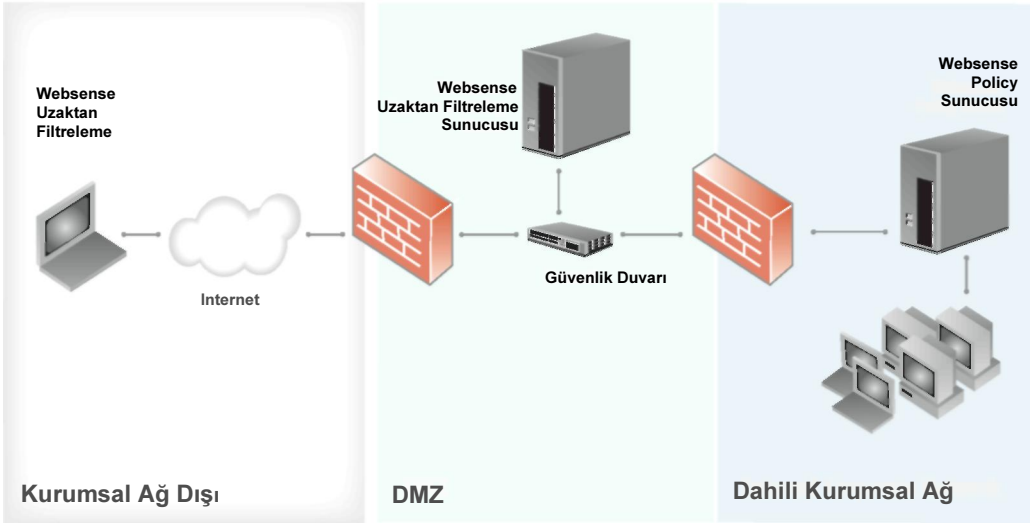 Websense
Uzaktan
Filtreleme
Websense
Uzaktan Filtreleme
Sunucusu
Websense
Policy
Sunucusu
Internet
Güvenlik Duvarı
Kurumsal Ağ Dışı
DMZ
Dahili Kurumsal Ağ